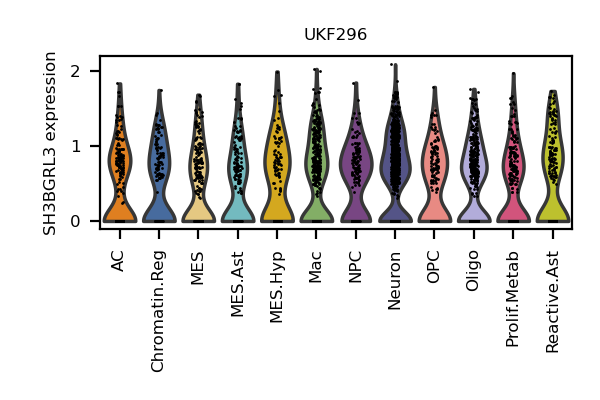 UKF296
SH3BGRL3 expression
2
1
0
AC
Chromatin.Reg
MES
MES.Ast
MES.Hyp
Mac
NPC
Neuron
OPC
Oligo
Prolif.Metab
Reactive.Ast